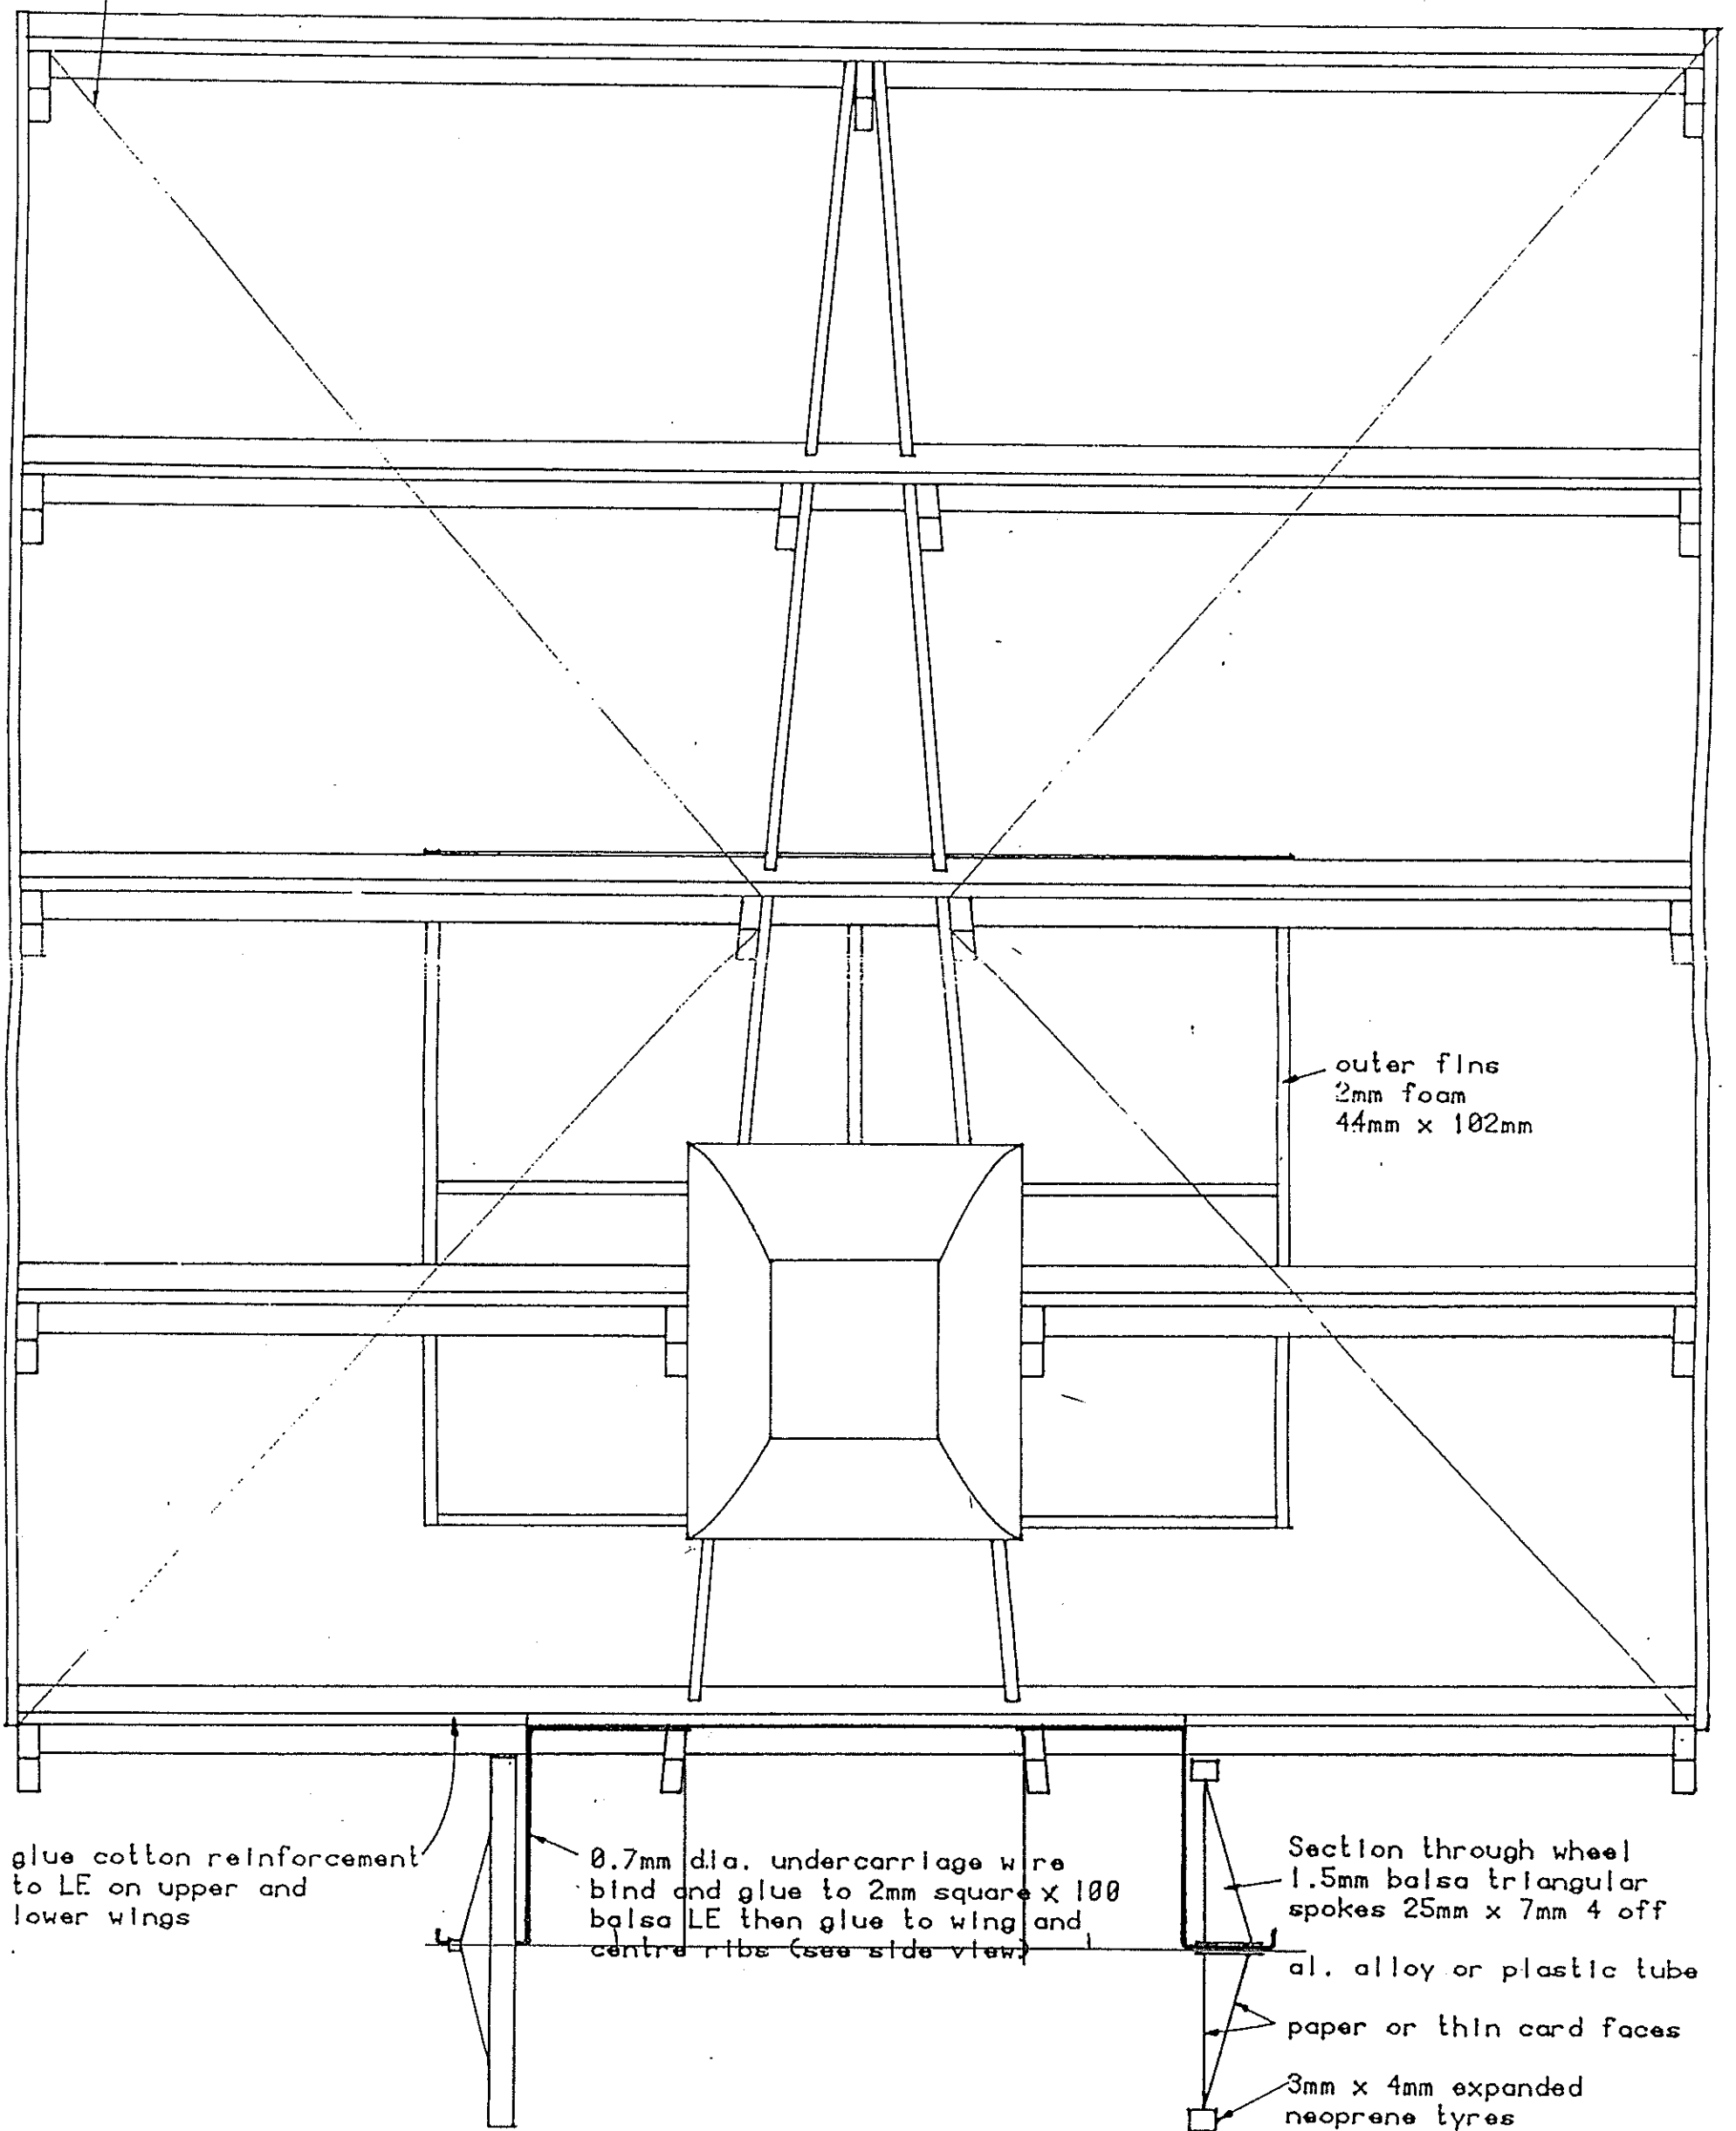 outer fins
2mm foam
44mm x 102mm
glue cotton reinforcement
to LE on upper and
lower wings
0.7mm dia. undercarriage wire
bind and glue to 2mm square x 100
balsa LE then glue to wing and
centre ribs (see side view)
Section through wheel
1.5mm balsa triangular
spokes 25mm x 7mm 4 off
al. alloy or plastic tube
paper or thin card faces
3mm x 4mm expanded
neoprene tyres